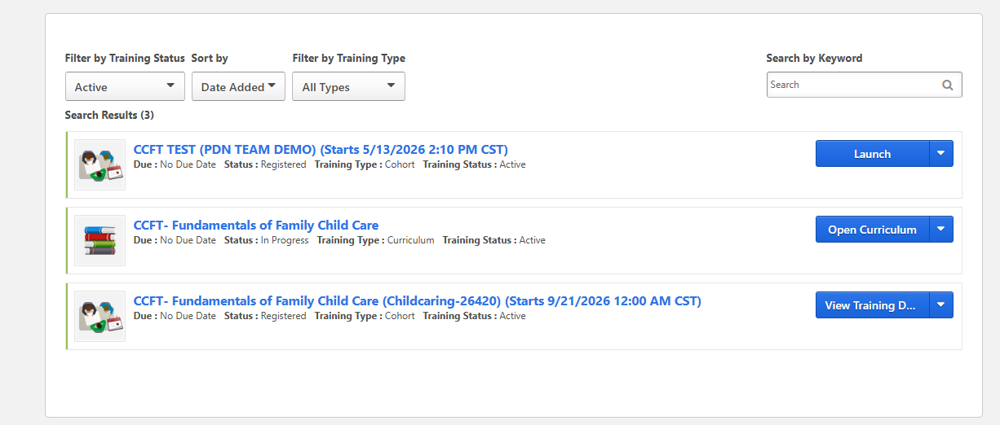 Filter by Training Status Sort by Filter by Training Type Search by Keyword
Active Date Added All Types Search
Search Results (3)
CCFT TEST (PDN TEAM DEMO) (Starts 5/13/2026 2:10 PM CST)
Due : No Due Date Status : Registered Training Type : Cohort Training Status : Active
Launch
CCFT- Fundamentals of Family Child Care
Due : No Due Date Status : In Progress Training Type : Curriculum Training Status : Active
Open Curriculum
CCFT- Fundamentals of Family Child Care (Childcaring-26420) (Starts 9/21/2026 12:00 AM CST)
Due : No Due Date Status : Registered Training Type : Cohort Training Status : Active
View Training D...